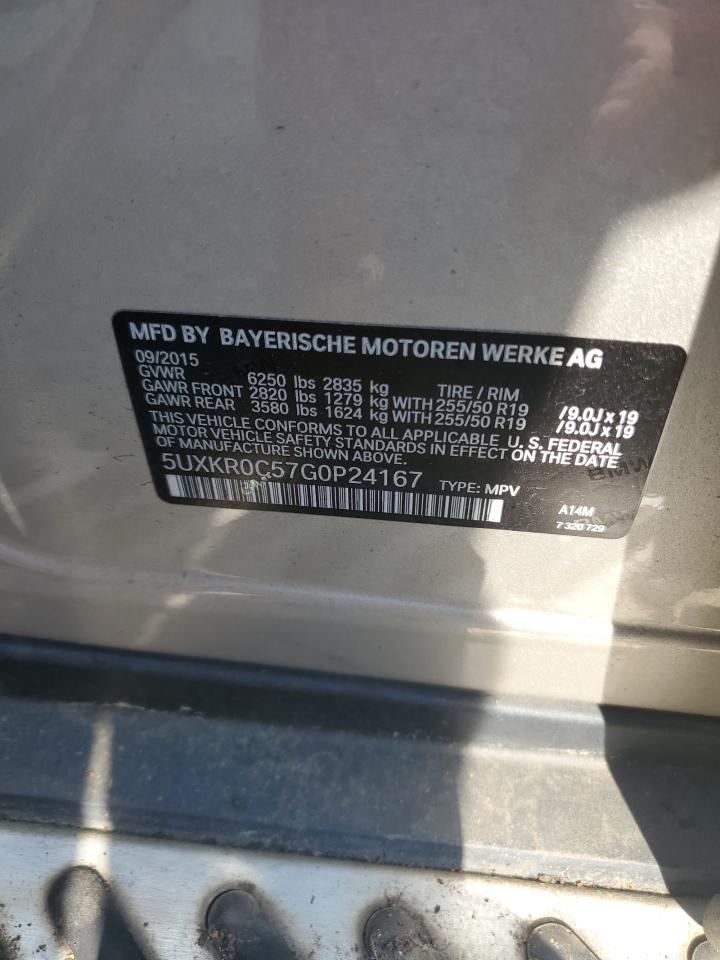 MFD BY BAYERISCHE MOTOREN WERKE AG
09/2015
GVWR 6250 lbs 2835 kg TIRE / RIM
GAWR FRONT 2820 lbs 1279 kg WITH 255/50 R19 /9.0J x 19
GAWR REAR 3580 lbs 1624 kg WITH 255/50 R19 /9.0J x 19
THIS VEHICLE CONFORMS TO ALL APPLICABLE U. S. FEDERAL
MOTOR VEHICLE SAFETY STANDARDS IN EFFECT ON THE DATE
OF MANUFACTURE SHOWN ABOVE.
5UXKR0C57G0P24167 TYPE: MPV
A14M
7 320 729
BMW